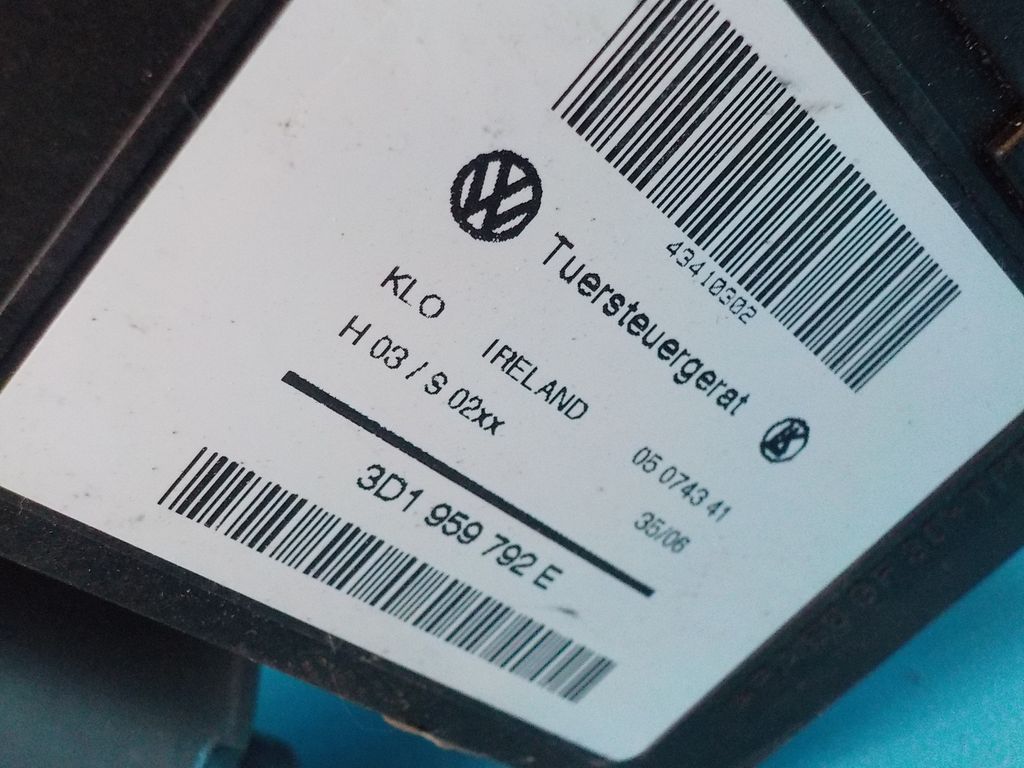 43410302
Tuersteuergerat
KLO IRELAND 05 0743 41
H 03 / S 02xx 35/06
3D1 959 792 E